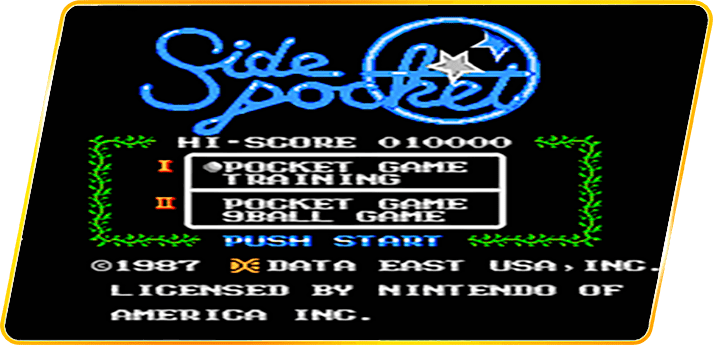 Side
pocket
HI-SCORE 010000
I POCKET GAME
TRAINING
II POCKET GAME
9BALL GAME
PUSH START
©1987 DATA EAST USA,INC.
LICENSED BY NINTENDO OF
AMERICA INC.